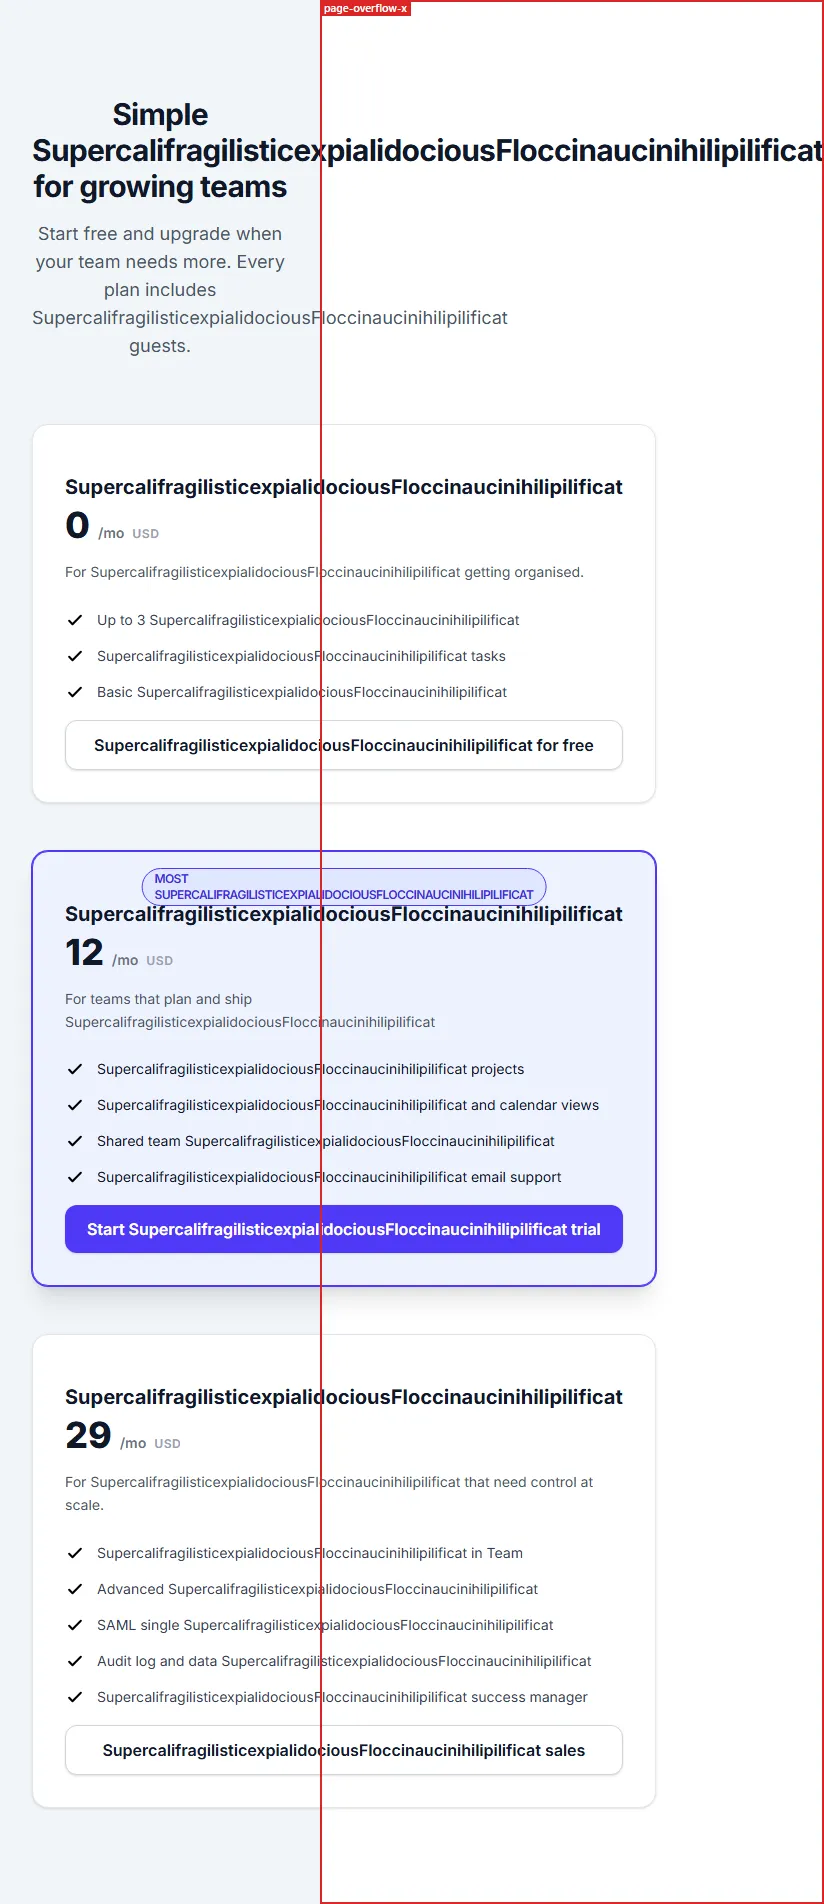 page-overflow-x
Simple
SupercalifragilisticexpialidociousFloccinaucinihilipilificat
for growing teams
Start free and upgrade when
your team needs more. Every
plan includes
SupercalifragilisticexpialidociousFloccinaucinihilipilificat
guests.
SupercalifragilisticexpialidociousFloccinaucinihilipilificat
0 /mo USD
For SupercalifragilisticexpialidociousFloccinaucinihilipilificat getting organised.
Up to 3 SupercalifragilisticexpialidociousFloccinaucinihilipilificat
SupercalifragilisticexpialidociousFloccinaucinihilipilificat tasks
Basic SupercalifragilisticexpialidociousFloccinaucinihilipilificat
SupercalifragilisticexpialidociousFloccinaucinihilipilificat for free
MOST
SUPERCALIFRAGILISTICEXPIALIDOCIOUSFLOCCINAUCINIHILIPILIFICAT
SupercalifragilisticexpialidociousFloccinaucinihilipilificat
12 /mo USD
For teams that plan and ship
SupercalifragilisticexpialidociousFloccinaucinihilipilificat
SupercalifragilisticexpialidociousFloccinaucinihilipilificat projects
SupercalifragilisticexpialidociousFloccinaucinihilipilificat and calendar views
Shared team SupercalifragilisticexpialidociousFloccinaucinihilipilificat
SupercalifragilisticexpialidociousFloccinaucinihilipilificat email support
Start SupercalifragilisticexpialidociousFloccinaucinihilipilificat trial
SupercalifragilisticexpialidociousFloccinaucinihilipilificat
29 /mo USD
For SupercalifragilisticexpialidociousFloccinaucinihilipilificat that need control at
scale.
SupercalifragilisticexpialidociousFloccinaucinihilipilificat in Team
Advanced SupercalifragilisticexpialidociousFloccinaucinihilipilificat
SAML single SupercalifragilisticexpialidociousFloccinaucinihilipilificat
Audit log and data SupercalifragilisticexpialidociousFloccinaucinihilipilificat
SupercalifragilisticexpialidociousFloccinaucinihilipilificat success manager
SupercalifragilisticexpialidociousFloccinaucinihilipilificat sales